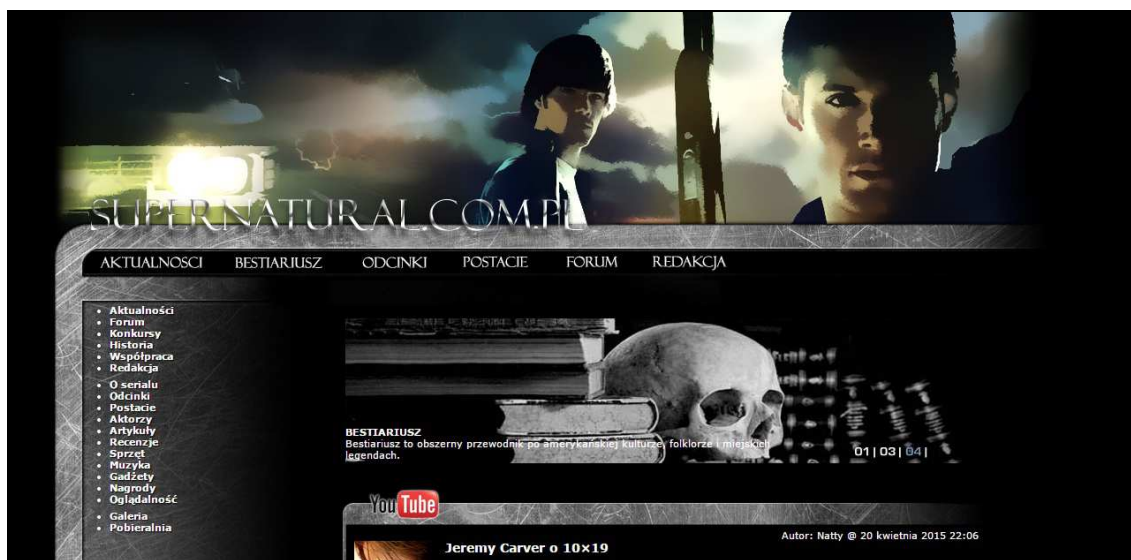 SUPERNATURAL.COM.PL
AKTUALNOSCI BESTIARIUSZ ODCINKI POSTACIE FORUM REDAKCJA
Aktualności
Forum
Konkursy
Historia
Współpraca
Redakcja
O serialu
Odcinki
Postacie
Aktorzy
Artykuły
Recenzje
Sprzęt
Muzyka
Gadżety
Nagrody
Oglądalność
Galeria
Pobieralnia
BESTIARIUSZ
Bestiariusz to obszerny przewodnik po amerykańskiej kulturze, folklorze i miejskich
legendach.
01 | 03 | 04 |
You Tube
Autor: Natty @ 20 kwietnia 2015 22:06
Jeremy Carver o 10×19